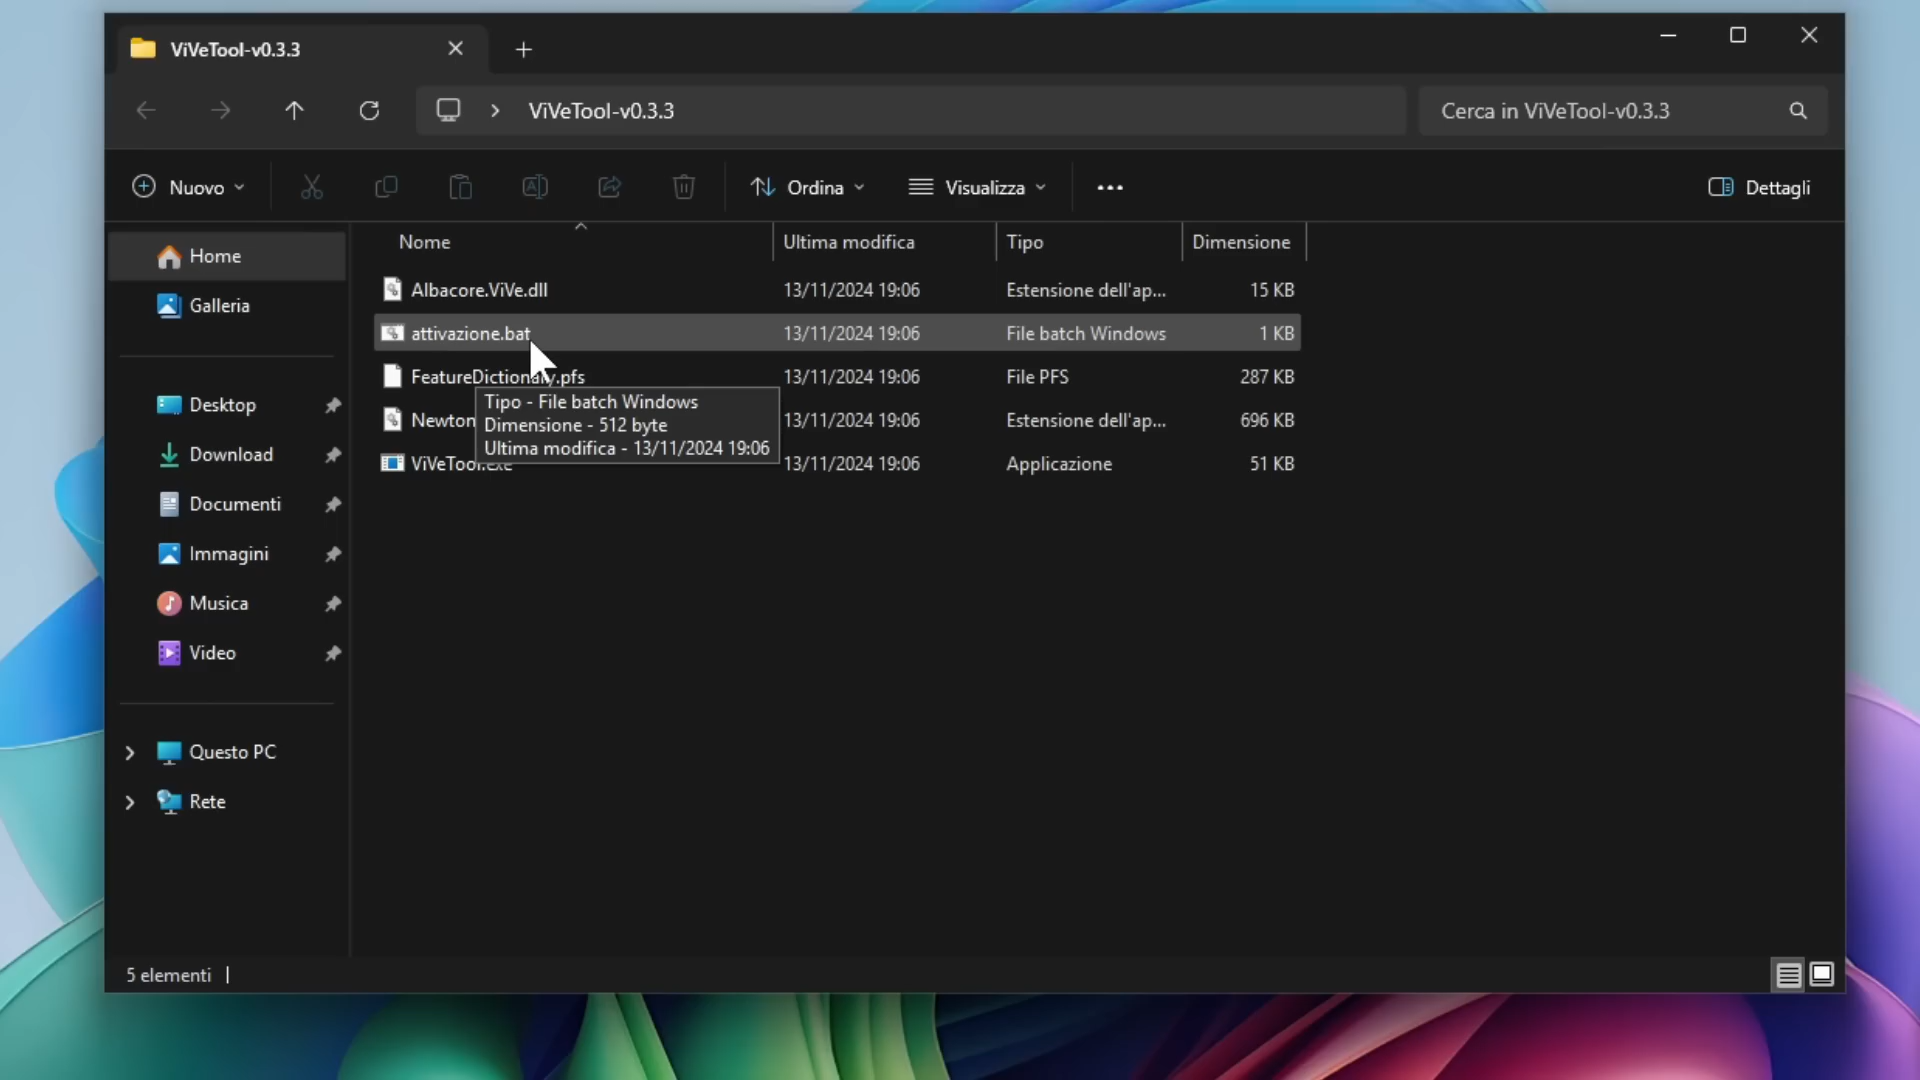 ViVeTool-v0.3.3
ViVeTool-v0.3.3
Cerca in ViVeTool-v0.3.3
Nuovo
Ordina
Visualizza
Dettagli
Nome Ultima modifica Tipo Dimensione
Home
Galleria
Desktop
Download
Documenti
Immagini
Musica
Video
Questo PC
Rete
Albacore.ViVe.dll 13/11/2024 19:06 Estensione dell'ap... 15 KB
attivazione.bat 13/11/2024 19:06 File batch Windows 1 KB
FeatureDictionary.pfs 13/11/2024 19:06 File PFS 287 KB
Newton 13/11/2024 19:06 Estensione dell'ap... 696 KB
ViVeTool.exe 13/11/2024 19:06 Applicazione 51 KB
Tipo - File batch Windows
Dimensione - 512 byte
Ultima modifica - 13/11/2024 19:06
5 elementi